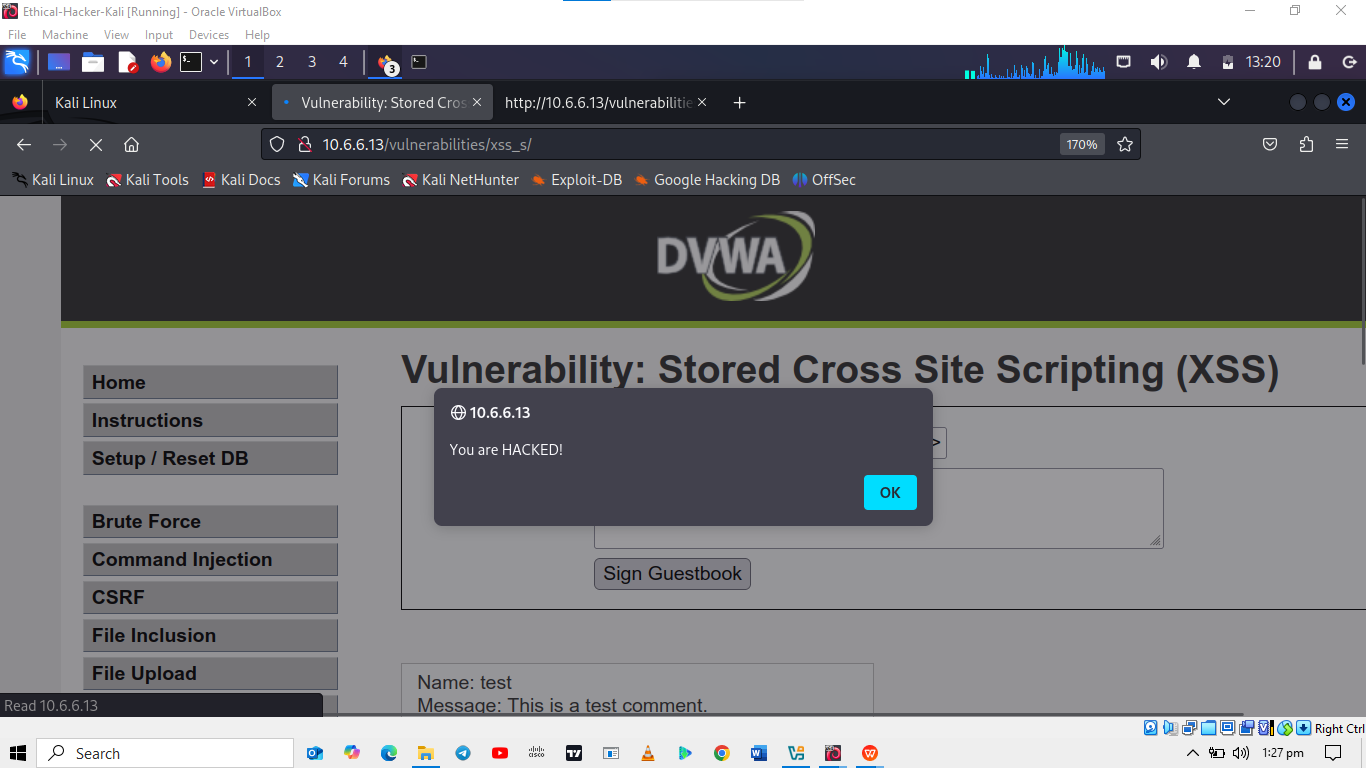 Ethical-Hacker-Kali [Running] - Oracle VirtualBox
File Machine View Input Devices Help
1 2 3 4 3 13:20
Kali Linux Vulnerability: Stored Cros http://10.6.6.13/vulnerabilitie
10.6.6.13/vulnerabilities/xss_s/ 170%
Kali Linux Kali Tools Kali Docs Kali Forums Kali NetHunter Exploit-DB Google Hacking DB OffSec
DVWA
Home
Instructions
Setup / Reset DB
Brute Force
Command Injection
CSRF
File Inclusion
File Upload
Vulnerability: Stored Cross Site Scripting (XSS)
>
10.6.6.13
You are HACKED!
OK
Sign Guestbook
Name: test
Message: This is a test comment.
Read 10.6.6.13
Right Ctrl
Search
1:27 pm